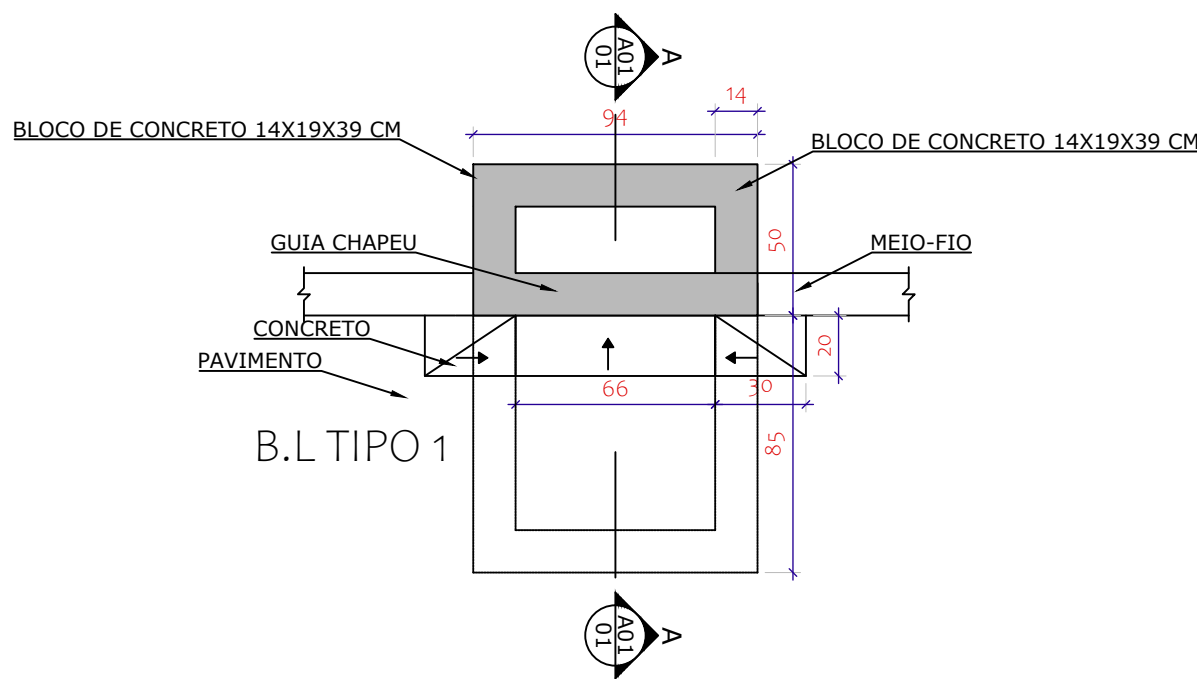 A01
01
A
14
94
BLOCO DE CONCRETO 14X19X39 CM
BLOCO DE CONCRETO 14X19X39 CM
50
GUIA CHAPEU
MEIO-FIO
CONCRETO
20
PAVIMENTO
66
30
85
B.L TIPO 1
A01
01
A